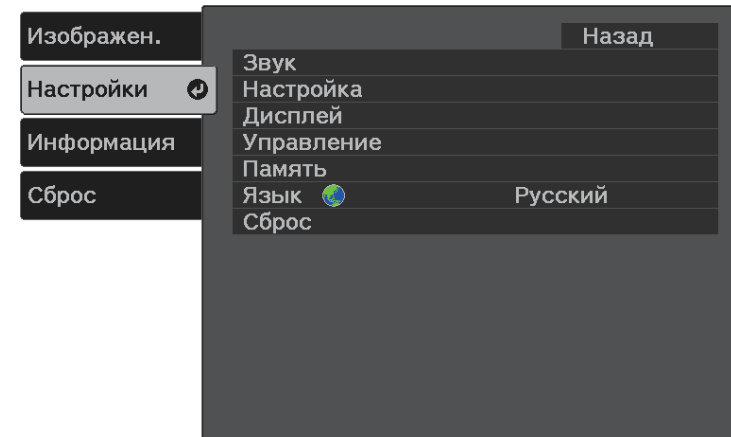 Изображен.
Настройки
Информация
Сброс
Назад
Звук
Настройка
Дисплей
Управление
Память
Язык Русский
Сброс